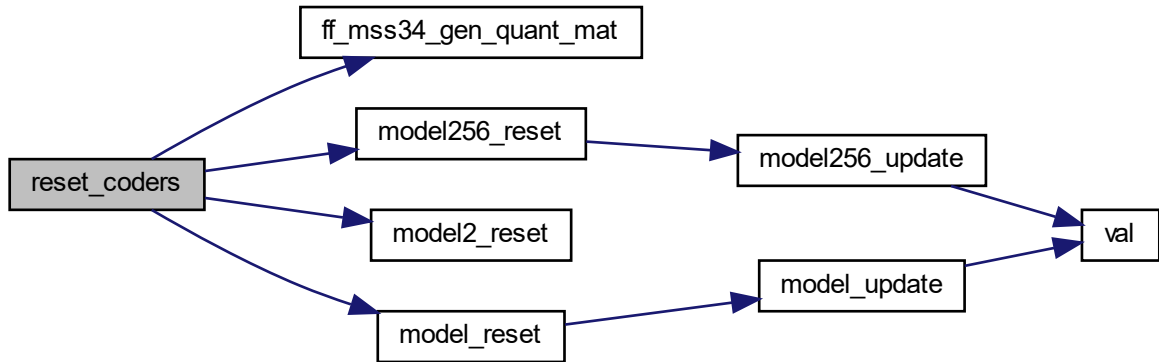 ff_mss34_gen_quant_mat
model256_reset
model256_update
reset_coders
val
model2_reset
model_update
model_reset